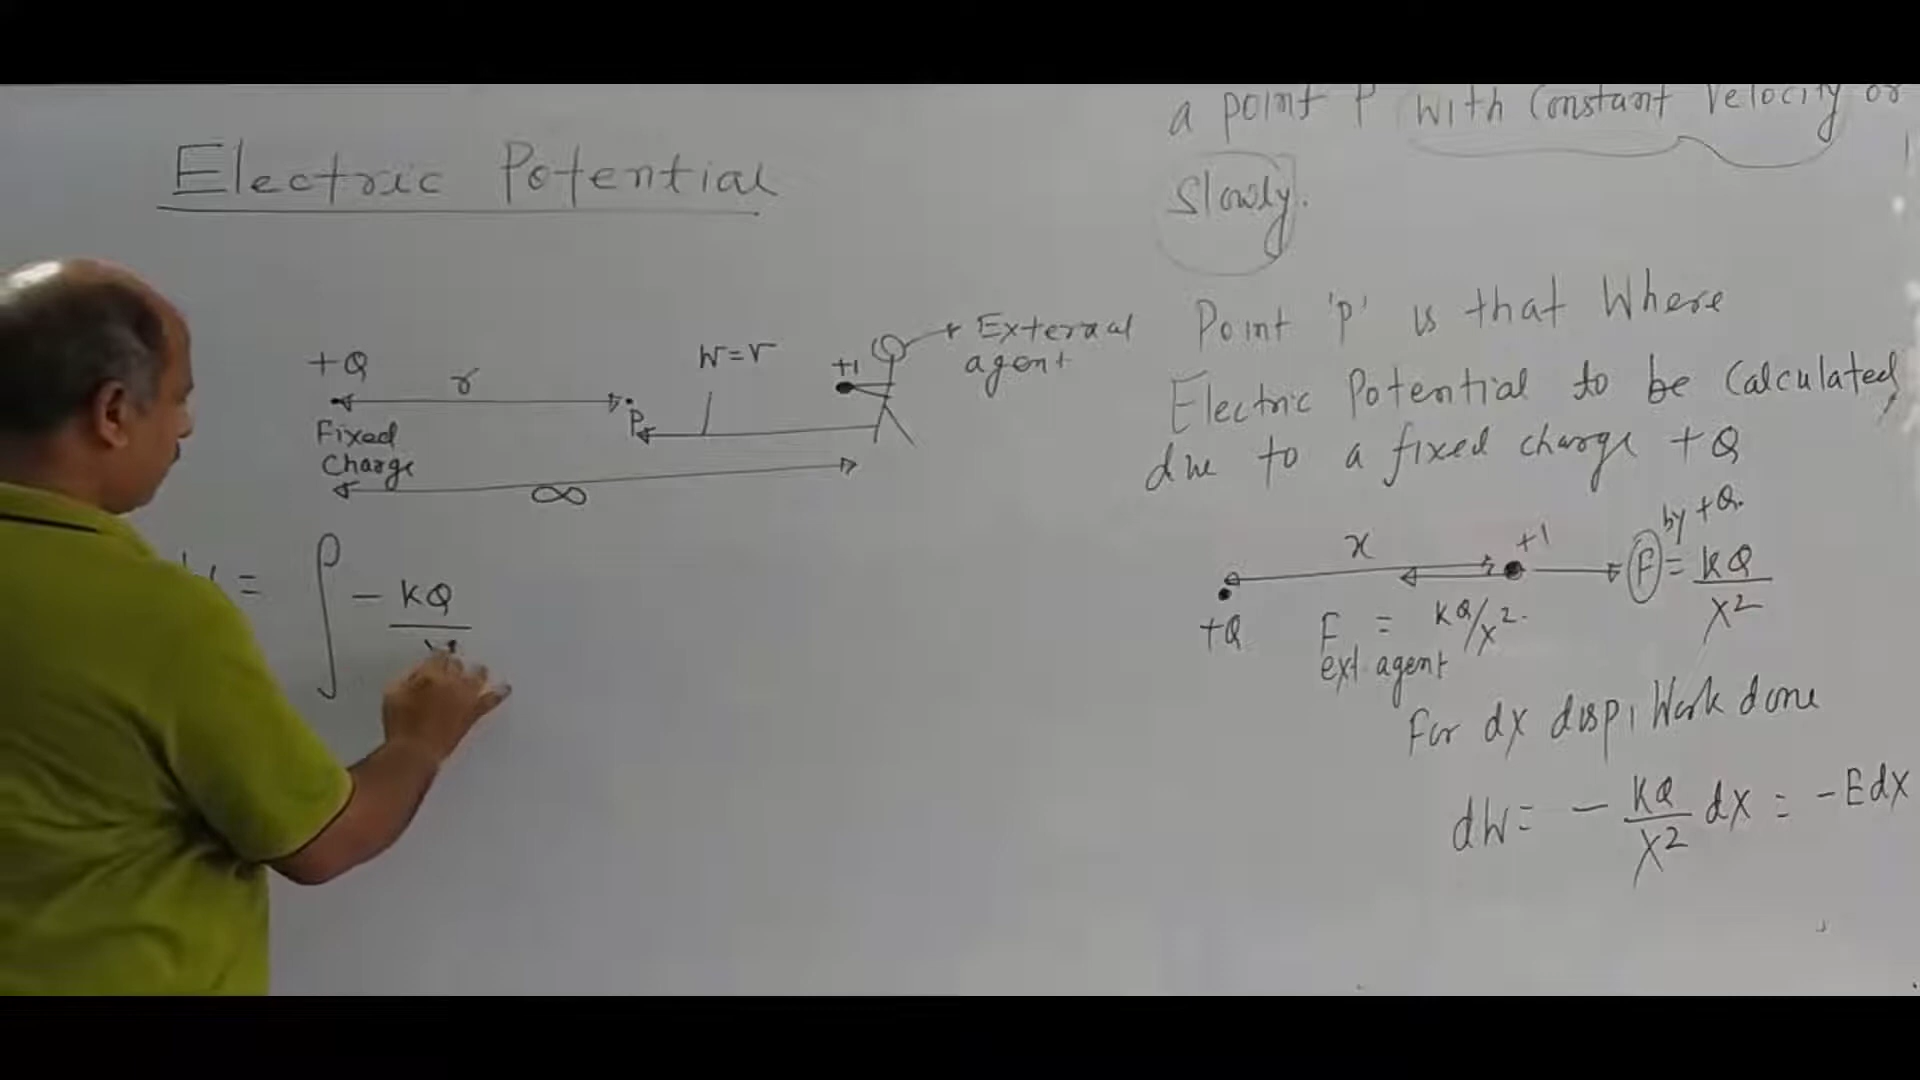 Electric Potential
+Q
r
W=V
+1
External
agent
P
Fixed
Charge
∞
= ∫ - KQ
a point P with Constant Velocity or
Slowly.
Point 'P' is that Where
Electric Potential to be Calculated,
due to a fixed charge +Q
x
+1
F = KQ/X² by +Q.
+Q
F ext. agent = KQ/X².
For dx disp, Work done
dW = - KQ/X² dX = -EdX